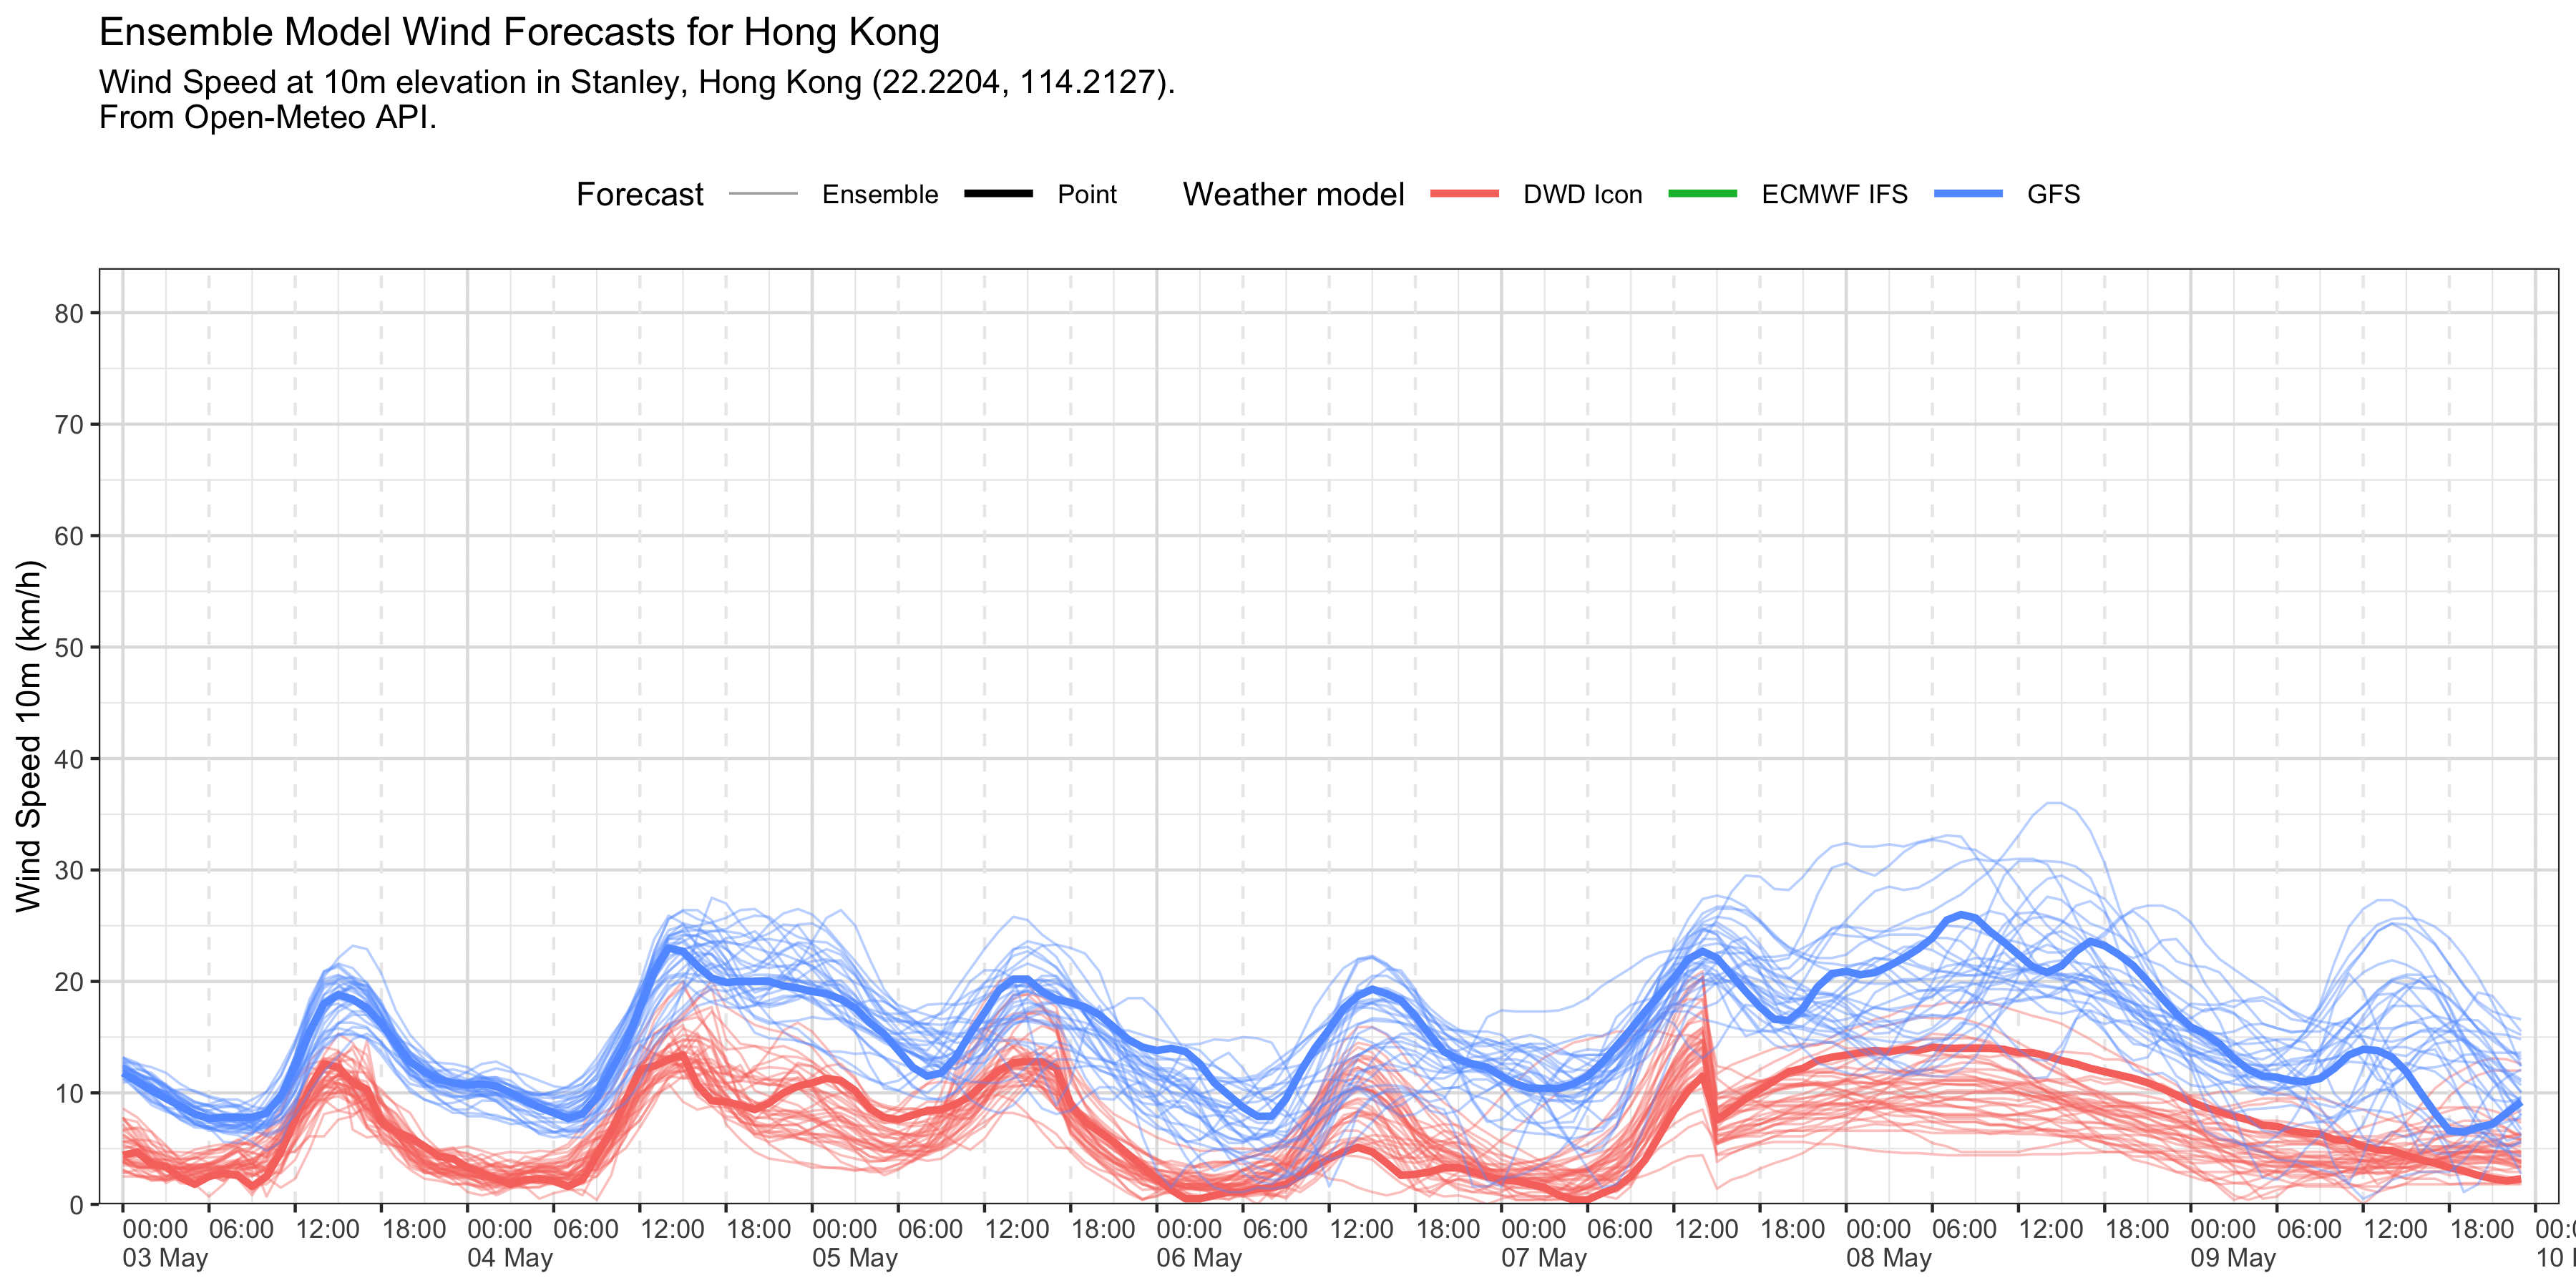 Ensemble Model Wind Forecasts for Hong Kong
Wind Speed at 10m elevation in Stanley, Hong Kong (22.2204, 114.2127).
From Open-Meteo API.
Forecast Ensemble Point Weather model DWD Icon ECMWF IFS GFS
Wind Speed 10m (km/h)
80
70
60
50
40
30
20
10
0
00:00 06:00 12:00 18:00 00:00 06:00 12:00 18:00 00:00 06:00 12:00 18:00 00:00 06:00 12:00 18:00 00:00 06:00 12:00 18:00 00:00 06:00 12:00 18:00 00:00 06:00 12:00 18:00
03 May 04 May 05 May 06 May 07 May 08 May 09 May 10